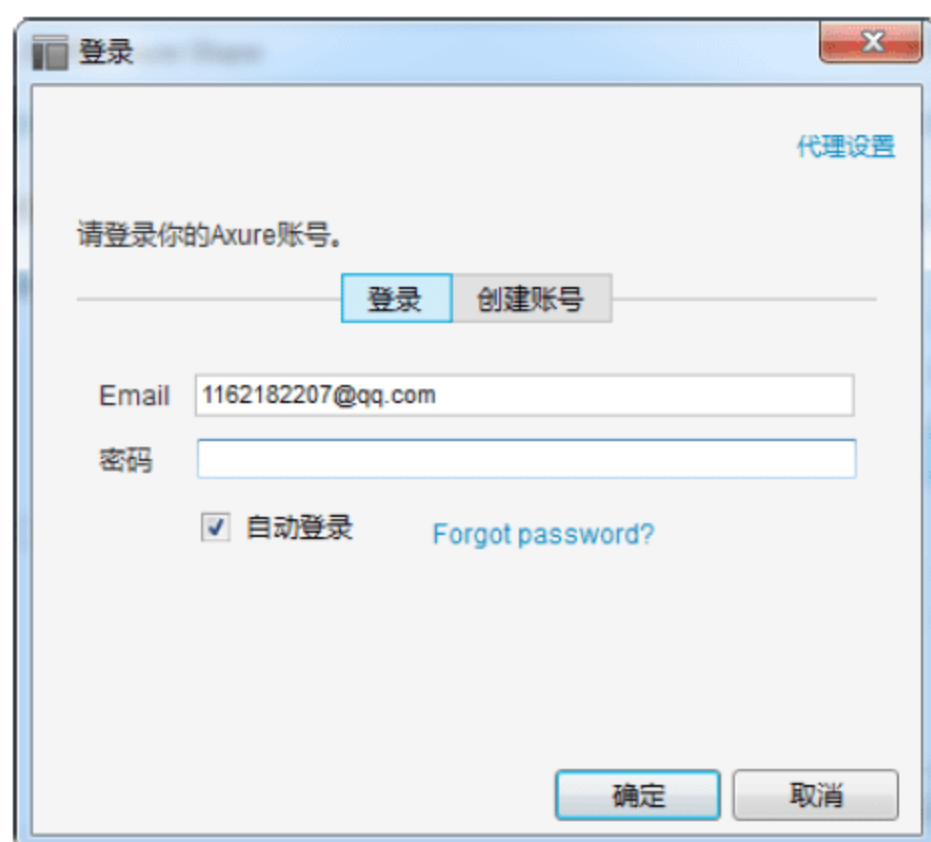 登录
代理设置
请登录你的Axure账号。
登录 创建账号
Email 1162182207@qq.com
密码
自动登录 Forgot password?
确定 取消